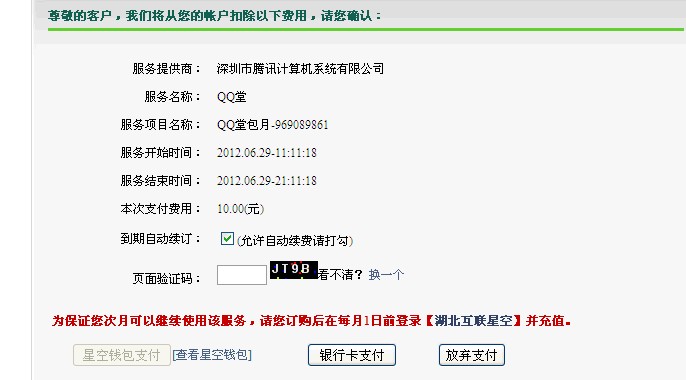 尊敬的客户，我们将从您的帐户扣除以下费用，请您确认：
服务提供商： 深圳市腾讯计算机系统有限公司
服务名称： QQ堂
服务项目名称： QQ堂包月-969089861
服务开始时间： 2012.06.29-11:11:18
服务结束时间： 2012.06.29-21:11:18
本次支付费用： 10.00(元)
到期自动续订： (允许自动续费请打勾)
页面验证码： JT9B 看不清？ 换一个
为保证您次月可以继续使用该服务，请您订购后在每月1日前登录【湖北互联星空】并充值。
星空钱包支付 [查看星空钱包] 银行卡支付 放弃支付